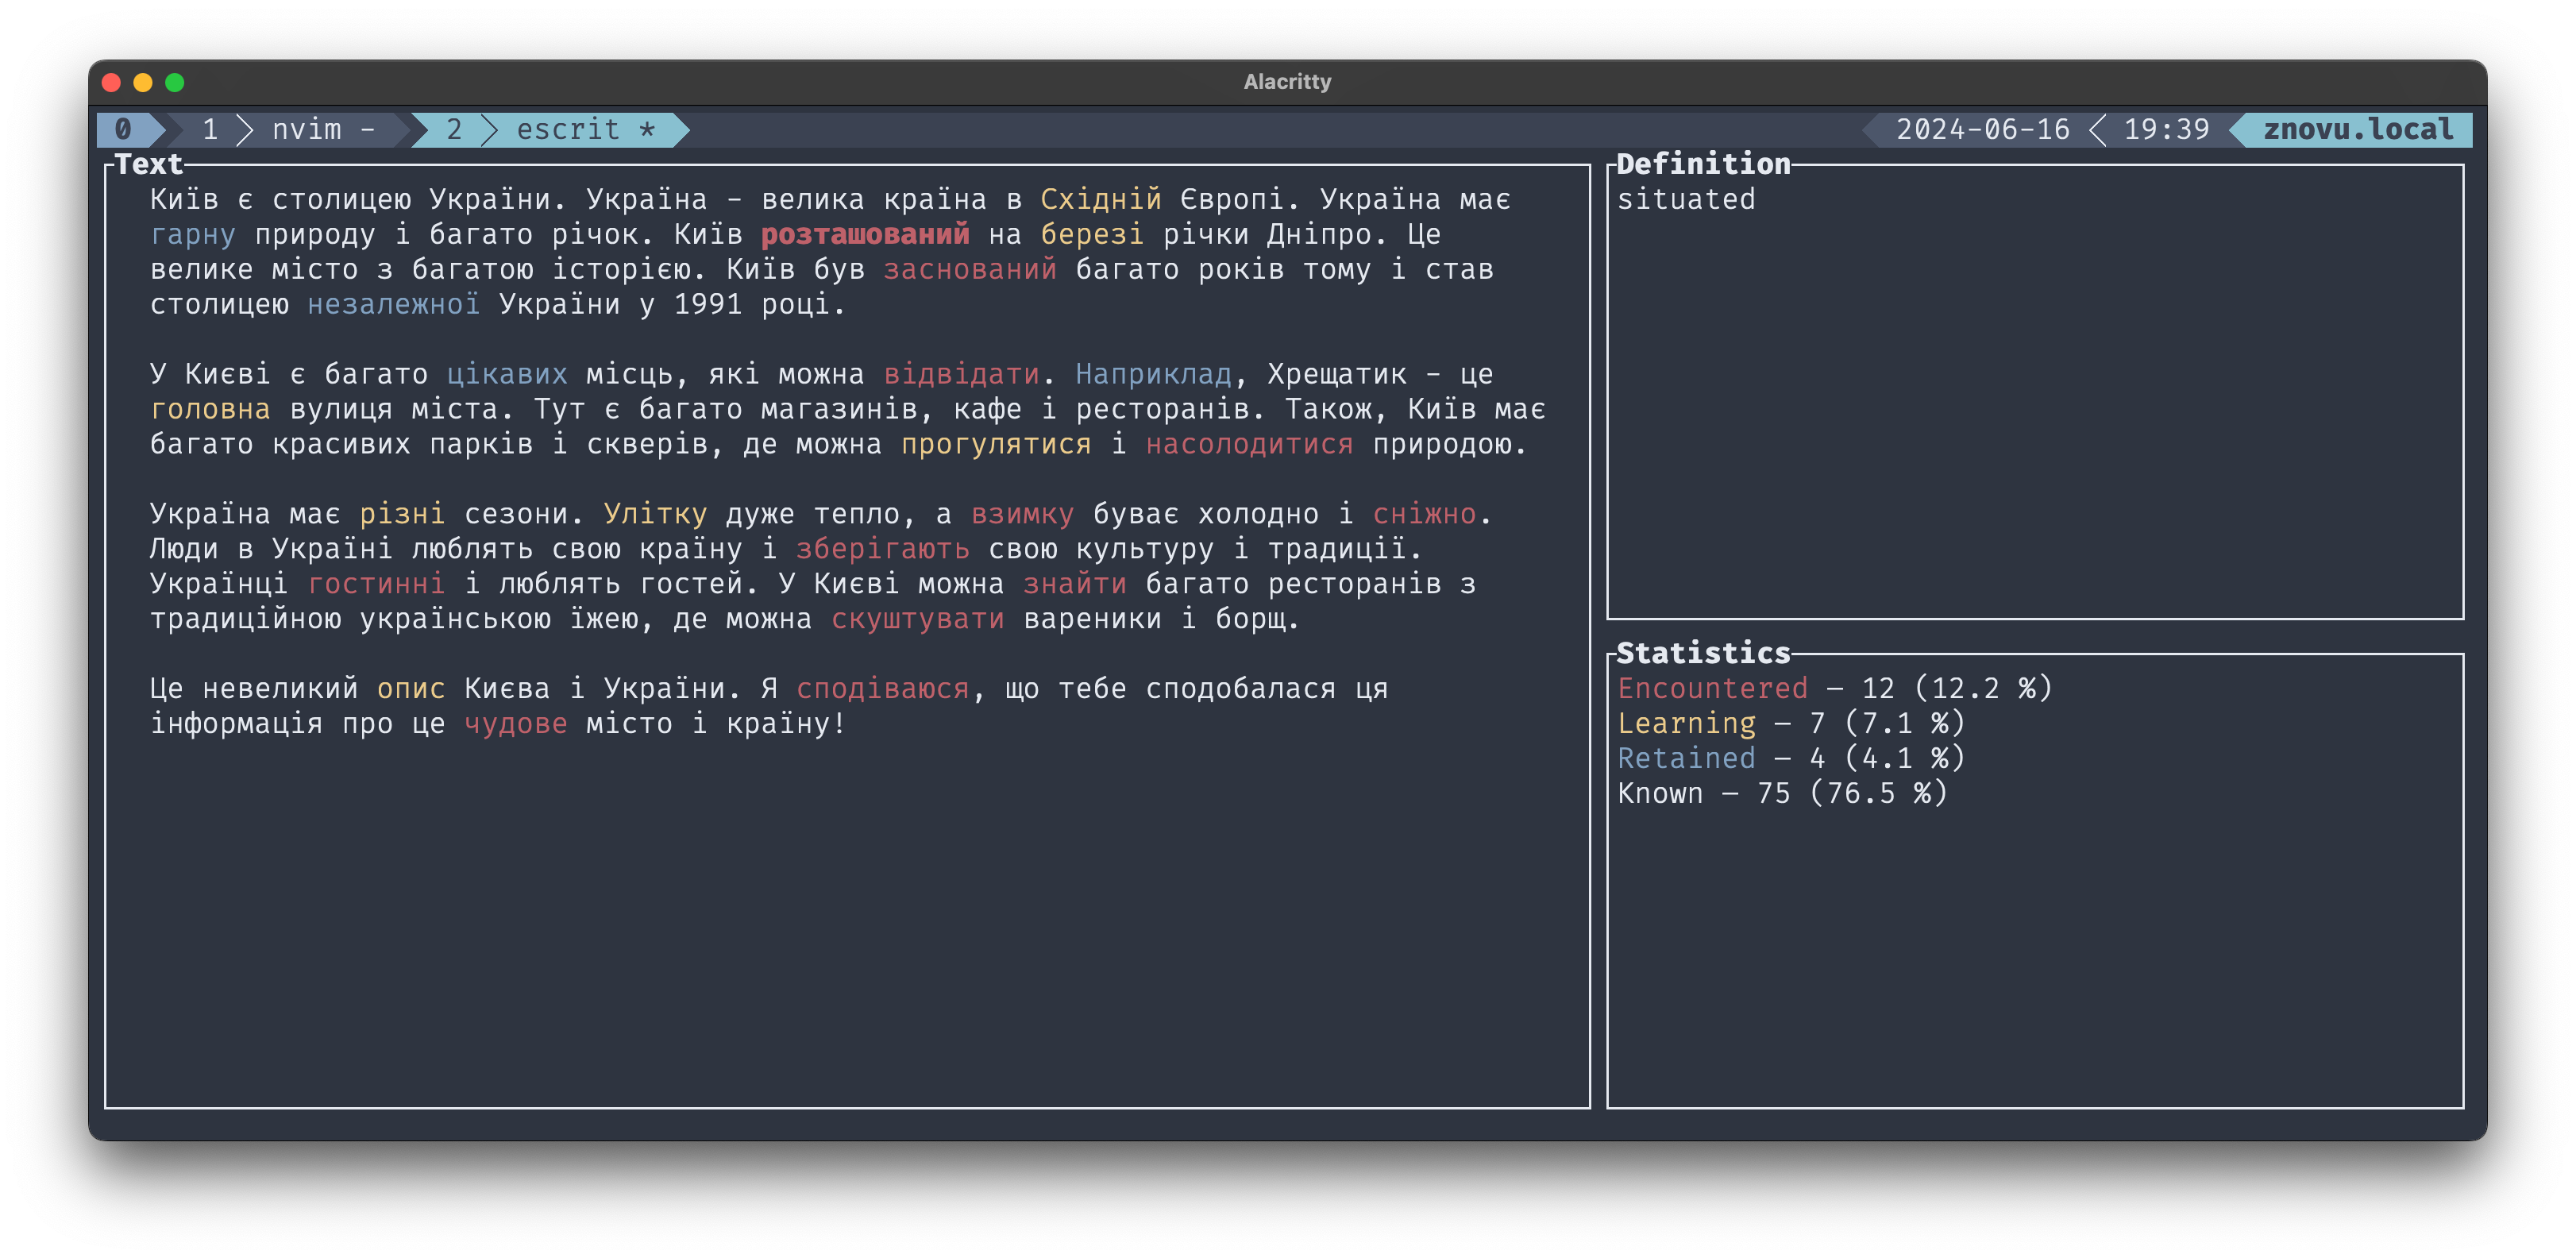 Alacritty
0 1 nvim - 2 escrit * 2024-06-16 19:39 znovu.local
Text
Київ є столицею України. Україна - велика країна в Східній Європі. Україна має
гарну природу і багато річок. Київ розташований на березі річки Дніпро. Це
велике місто з багатою історією. Київ був заснований багато років тому і став
столицею незалежної України у 1991 році.
У Києві є багато цікавих місць, які можна відвідати. Наприклад, Хрещатик - це
головна вулиця міста. Тут є багато магазинів, кафе і ресторанів. Також, Київ має
багато красивих парків і скверів, де можна прогулятися і насолодитися природою.
Україна має різні сезони. Улітку дуже тепло, а взимку буває холодно і сніжно.
Люди в Україні люблять свою країну і зберігають свою культуру і традиції.
Українці гостинні і люблять гостей. У Києві можна знайти багато ресторанів з
традиційною українською їжею, де можна скуштувати вареники і борщ.
Це невеликий опис Києва і України. Я сподіваюся, що тебе сподобалася ця
інформація про це чудове місто і країну!
Definition
situated
Statistics
Encountered — 12 (12.2 %)
Learning — 7 (7.1 %)
Retained — 4 (4.1 %)
Known — 75 (76.5 %)